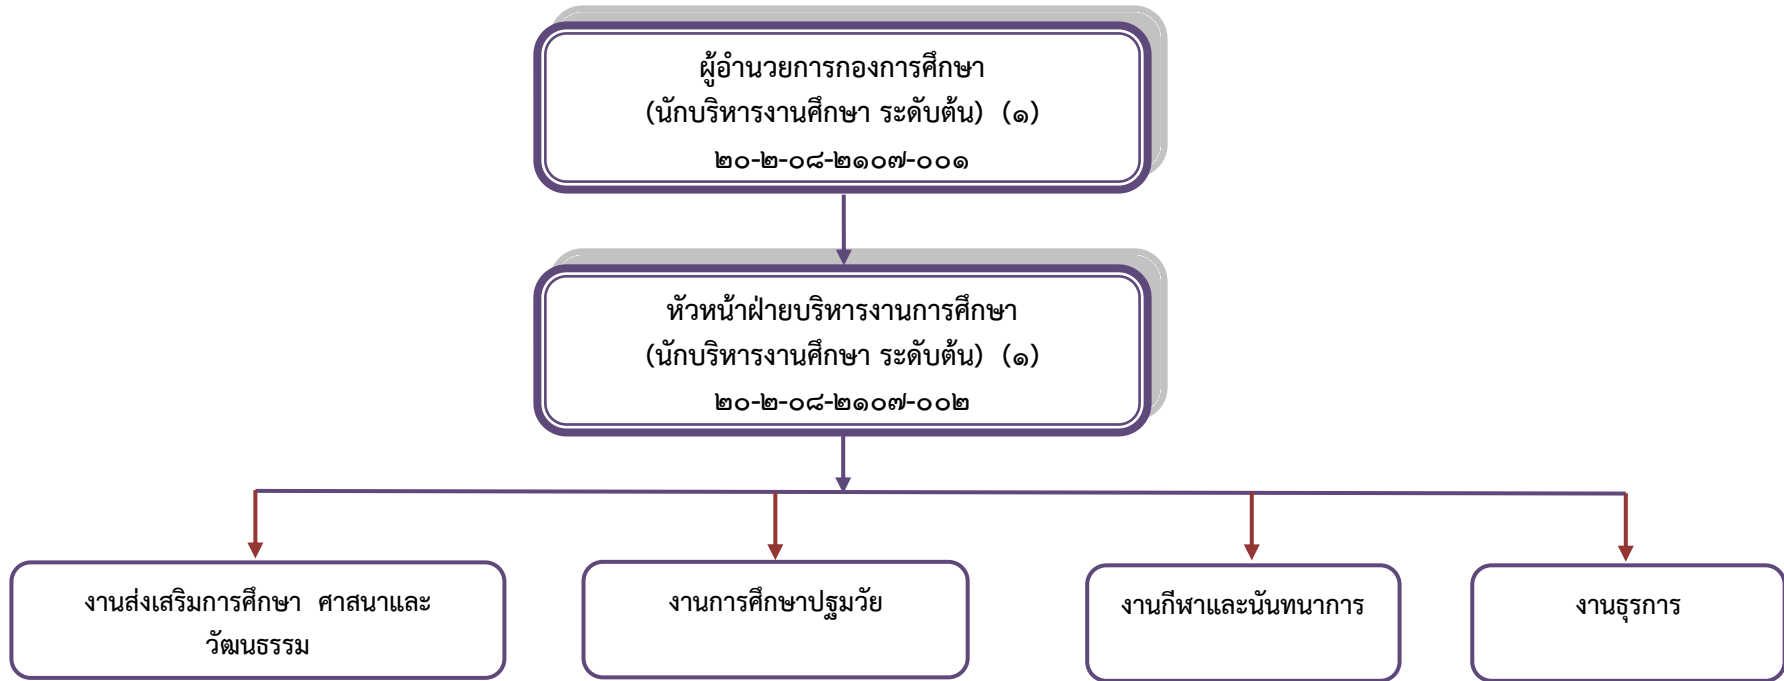 ผู้อำนวยการกองการศึกษา
(นักบริหารงานศึกษา ระดับต้น) (๑)
๒๐-๒-๐๘-๒๑๐๗-๐๐๑
หัวหน้าฝ่ายบริหารงานการศึกษา
(นักบริหารงานศึกษา ระดับต้น) (๑)
๒๐-๒-๐๘-๒๑๐๗-๐๐๒
งานส่งเสริมการศึกษา ศาสนาและ
วัฒนธรรม
งานการศึกษาปฐมวัย
งานกีฬาและนันทนาการ
งานธุรการ